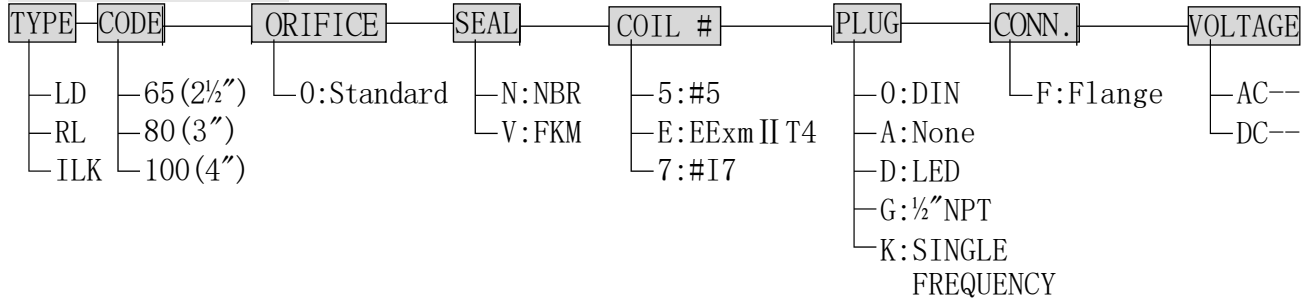 TYPE CODE ORIFICE SEAL COIL # PLUG CONN. VOLTAGE
LD 65(2½″) 0:Standard N:NBR 5:#5 0:DIN F:Flange AC--
RL 80(3″) V:FKM E:EExmⅡT4 A:None DC--
ILK 100(4″) 7:#I7 D:LED
G:½″NPT
K:SINGLE
FREQUENCY